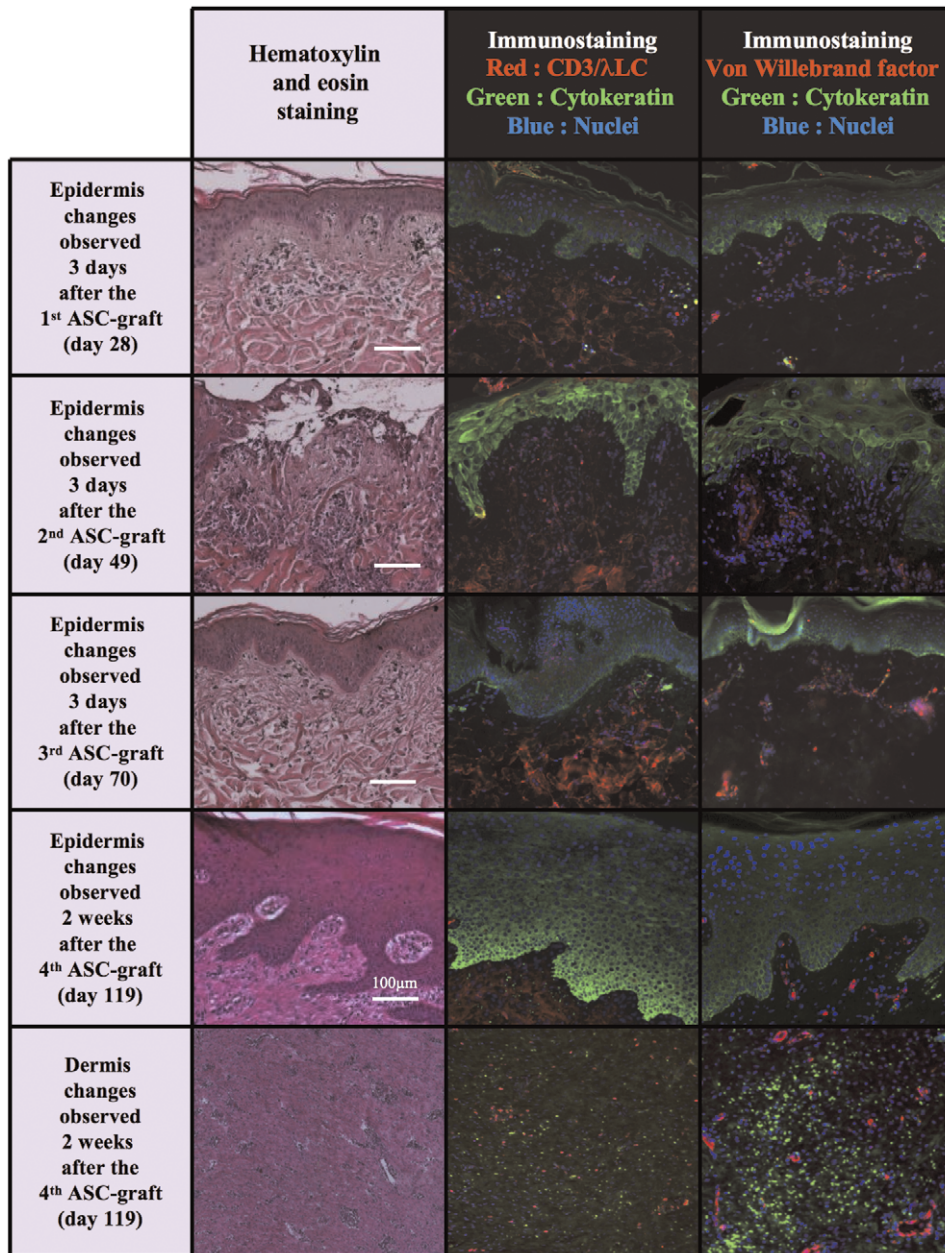 Hematoxylin
and eosin
staining
Immunostaining
Red : CD3/λLC
Green : Cytokeratin
Blue : Nuclei
Immunostaining
Von Willebrand factor
Green : Cytokeratin
Blue : Nuclei
Epidermis
changes
observed
3 days
after the
1st ASC-graft
(day 28)
Epidermis
changes
observed
3 days
after the
2nd ASC-graft
(day 49)
Epidermis
changes
observed
3 days
after the
3rd ASC-graft
(day 70)
Epidermis
changes
observed
2 weeks
after the
4th ASC-graft
(day 119)
100µm
Dermis
changes
observed
2 weeks
after the
4th ASC-graft
(day 119)